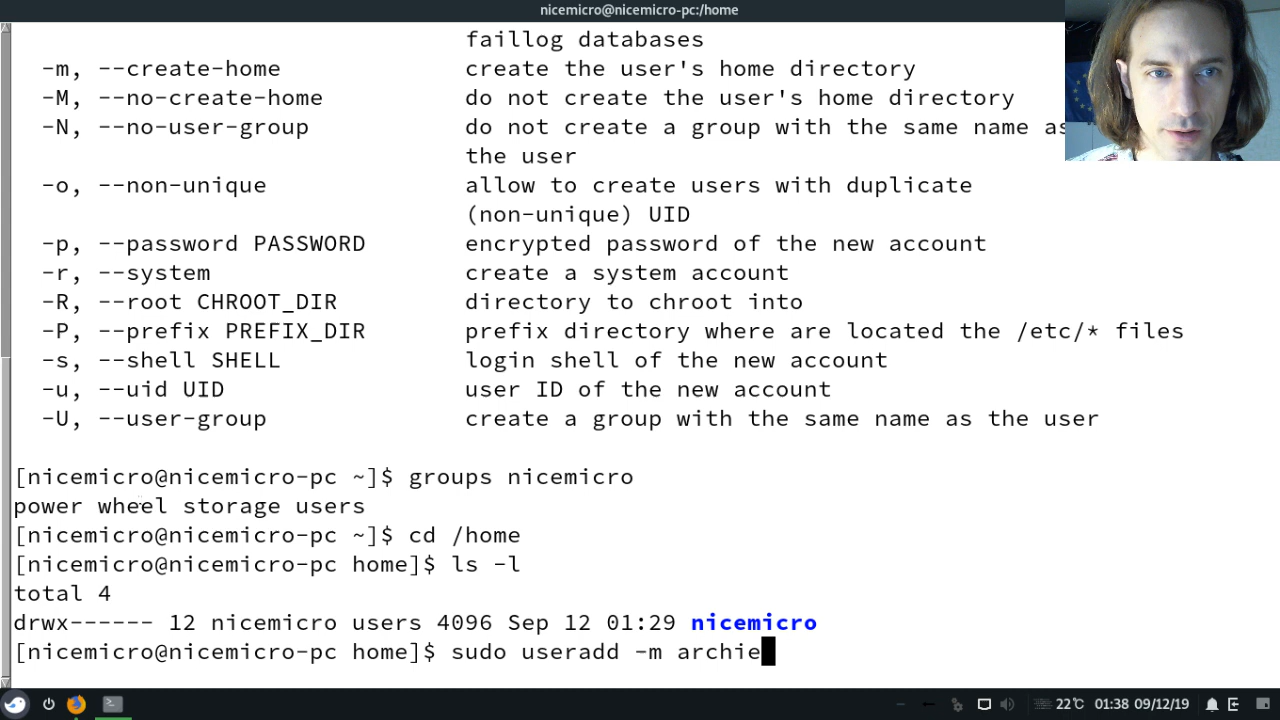 nicemicro@nicemicro-pc:/home
faillog databases
-m, --create-home create the user's home directory
-M, --no-create-home do not create the user's home directory
-N, --no-user-group do not create a group with the same name as
the user
-o, --non-unique allow to create users with duplicate
(non-unique) UID
-p, --password PASSWORD encrypted password of the new account
-r, --system create a system account
-R, --root CHROOT_DIR directory to chroot into
-P, --prefix PREFIX_DIR prefix directory where are located the /etc/* files
-s, --shell SHELL login shell of the new account
-u, --uid UID user ID of the new account
-U, --user-group create a group with the same name as the user
[nicemicro@nicemicro-pc ~]$ groups nicemicro
power wheel storage users
[nicemicro@nicemicro-pc ~]$ cd /home
[nicemicro@nicemicro-pc home]$ ls -l
total 4
drwx------ 12 nicemicro users 4096 Sep 12 01:29 nicemicro
[nicemicro@nicemicro-pc home]$ sudo useradd -m archie
22℃ 01:38 09/12/19